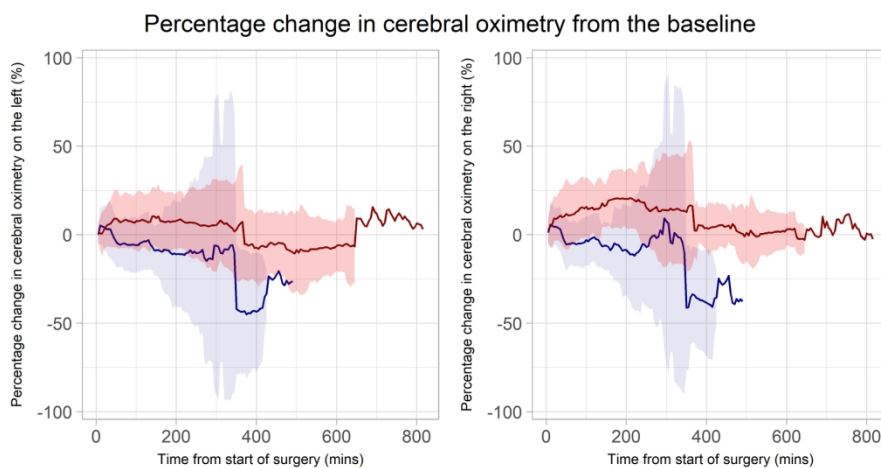 Percentage change in cerebral oximetry from the baseline
Percentage change in cerebral oximetry on the left (%)
100
50
0
-50
-100
0 200 400 600 800
Time from start of surgery (mins)
Percentage change in cerebral oximetry on the right (%)
100
50
0
-50
-100
0 200 400 600 800
Time from start of surgery (mins)